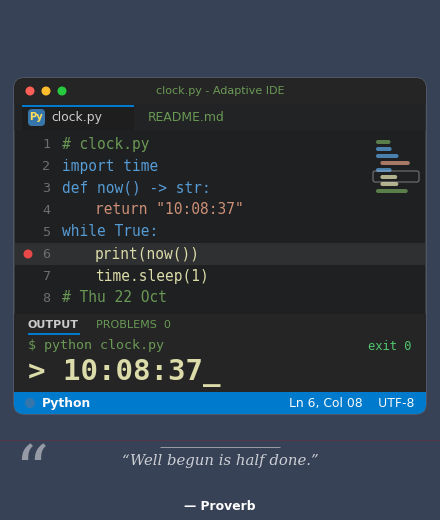 clock.py - Adaptive IDE
Py clock.py README.md
1 # clock.py
2 import time
3 def now() -> str:
4 return "10:08:37"
5 while True:
6 print(now())
7 time.sleep(1)
8 # Thu 22 Oct
OUTPUT PROBLEMS 0
$ python clock.py exit 0
> 10:08:37_
Python Ln 6, Col 08 UTF-8
“Well begun is half done.”
— Proverb